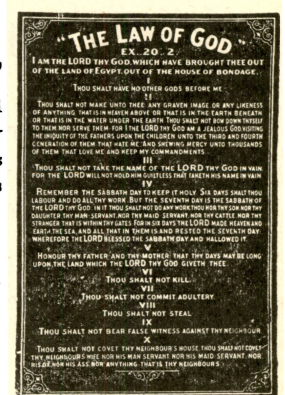 "THE LAW OF GOD"
EX. 20. 2.
I AM THE LORD THY GOD, WHICH HAVE BROUGHT THEE OUT
OF THE LAND OF EGYPT, OUT OF THE HOUSE OF BONDAGE.
I
THOU SHALT HAVE NO OTHER GODS BEFORE ME
II
THOU SHALT NOT MAKE UNTO THEE ANY GRAVEN IMAGE OR ANY LIKENESS
OF ANYTHING THAT IS IN HEAVEN ABOVE OR THAT IS IN THE EARTH BENEATH
OR THAT IS IN THE WATER UNDER THE EARTH THOU SHALT NOT BOW DOWN THYSELF
TO THEM NOR SERVE THEM FOR I THE LORD THY GOD AM A JEALOUS GOD, VISITING
THE INIQUITY OF THE FATHERS UPON THE CHILDREN UNTO THE THIRD AND FOURTH
GENERATION OF THEM THAT HATE ME AND SHEWING MERCY UNTO THOUSANDS
OF THEM THAT LOVE ME AND KEEP MY COMMANDMENTS
III
THOU SHALT NOT TAKE THE NAME OF THE LORD THY GOD IN VAIN
FOR THE LORD WILL NOT HOLD HIM GUILTLESS THAT TAKETH HIS NAME IN VAIN
IV
REMEMBER THE SABBATH DAY TO KEEP IT HOLY SIX DAYS SHALT THOU
LABOUR AND DO ALL THY WORK. BUT THE SEVENTH DAY IS THE SABBATH OF
THE LORD THY GOD IN IT THOU SHALT NOT DO ANY WORK, THOU NOR THY SON NOR THY
DAUGHTER THY MAN-SERVANT NOR THY MAID SERVANT, NOR THY CATTLE NOR THY
STRANGER THAT IS WITHIN THY GATES FOR IN SIX DAYS THE LORD MADE HEAVEN AND
EARTH THE SEA, AND ALL THAT IN THEM IS AND RESTED THE SEVENTH DAY:
WHEREFORE THE LORD BLESSED THE SABBATH DAY AND HALLOWED IT.
V
HONOUR THY FATHER AND THY MOTHER: THAT THY DAYS MAY BE LONG
UPON THE LAND WHICH THE LORD THY GOD GIVETH THEE.
VI
THOU SHALT NOT KILL.
VII
THOU SHALT NOT COMMIT ADULTERY
VIII
THOU SHALT NOT STEAL
IX
THOU SHALT NOT BEAR FALSE WITNESS AGAINST THY NEIGHBOUR
X
THOU SHALT NOT COVET THY NEIGHBOUR'S HOUSE, THOU SHALT NOT COVET
THY NEIGHBOUR'S WIFE NOR HIS MAN SERVANT NOR HIS MAID SERVANT, NOR
HIS OX, NOR HIS ASS, NOR ANYTHING THAT IS THY NEIGHBOUR'S